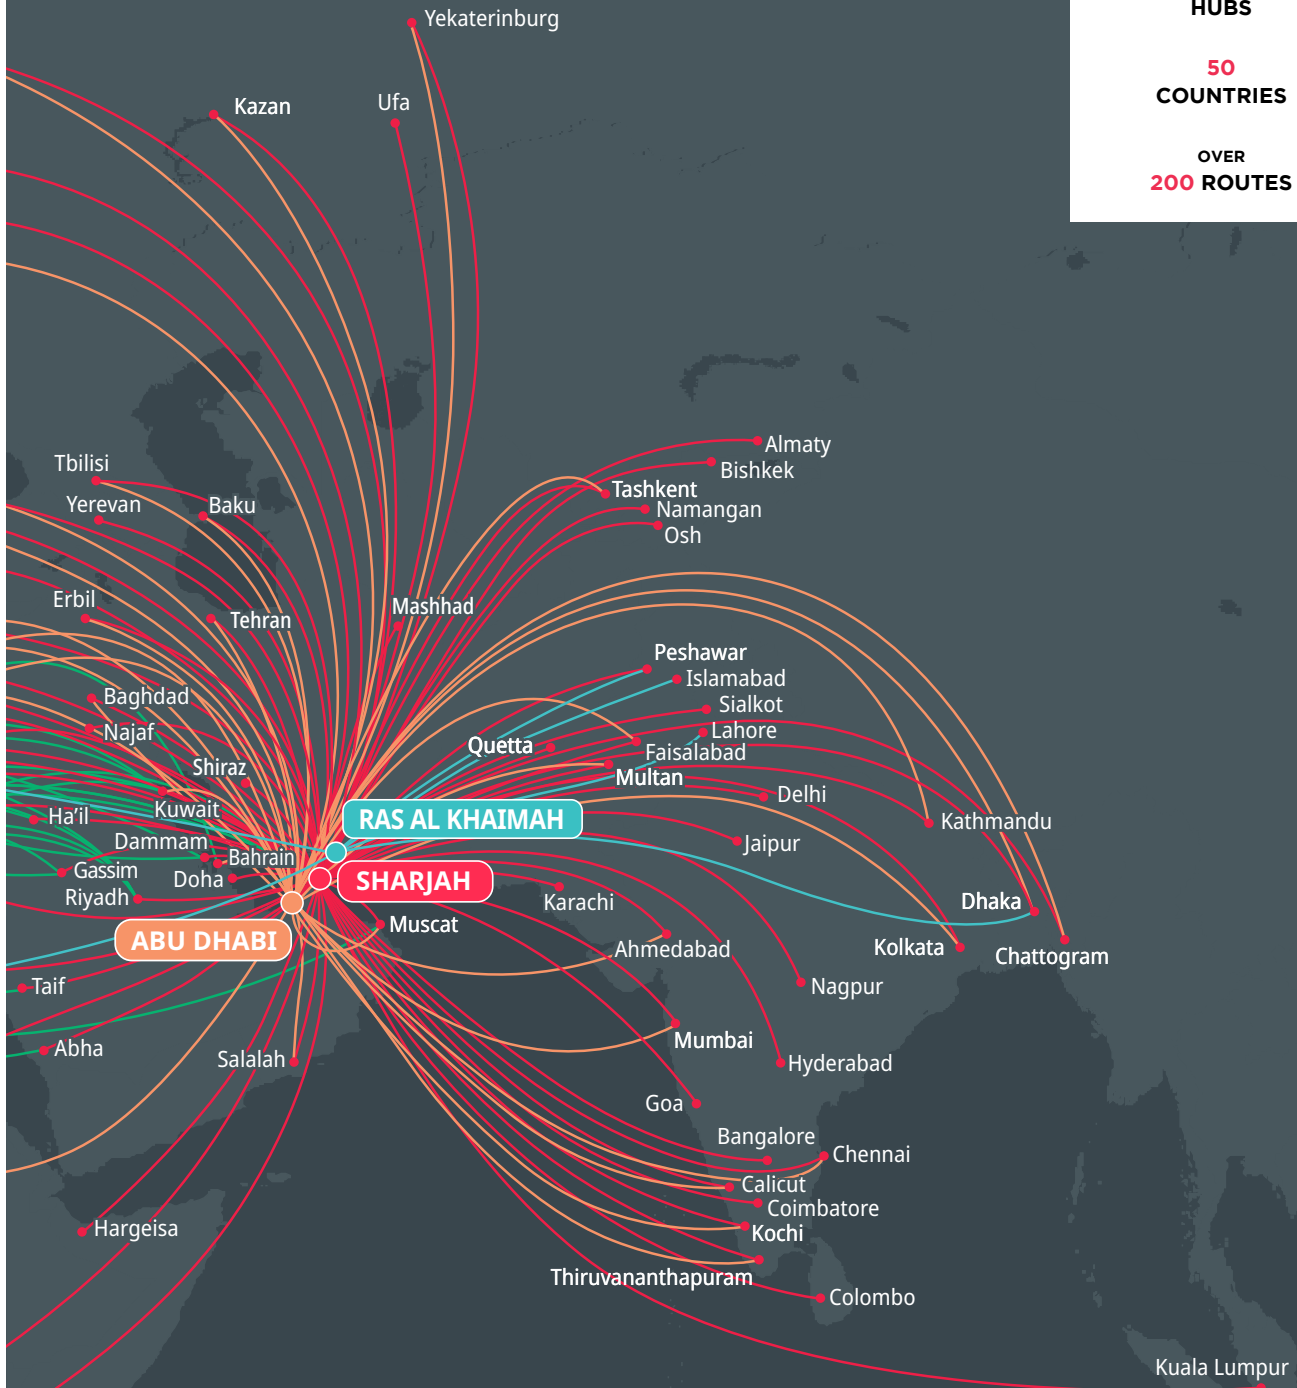 HUBS
50
COUNTRIES
OVER
200 ROUTES
Yekaterinburg
Kazan
Ufa
Almaty
Tbilisi
Bishkek
Tashkent
Yerevan
Baku
Namangan
Osh
Erbil
Mashhad
Tehran
Peshawar
Islamabad
Baghdad
Sialkot
Najaf
Lahore
Quetta
Faisalabad
Shiraz
Multan
Delhi
Kuwait
Ha'il
RAS AL KHAIMAH
Kathmandu
Dammam
Jaipur
Bahrain
Gassim
Doha
SHARJAH
Riyadh
Karachi
Dhaka
Muscat
ABU DHABI
Ahmedabad
Kolkata
Chattogram
Taif
Nagpur
Mumbai
Abha
Salalah
Hyderabad
Goa
Bangalore
Chennai
Calicut
Coimbatore
Hargeisa
Kochi
Thiruvananthapuram
Colombo
Kuala Lumpur